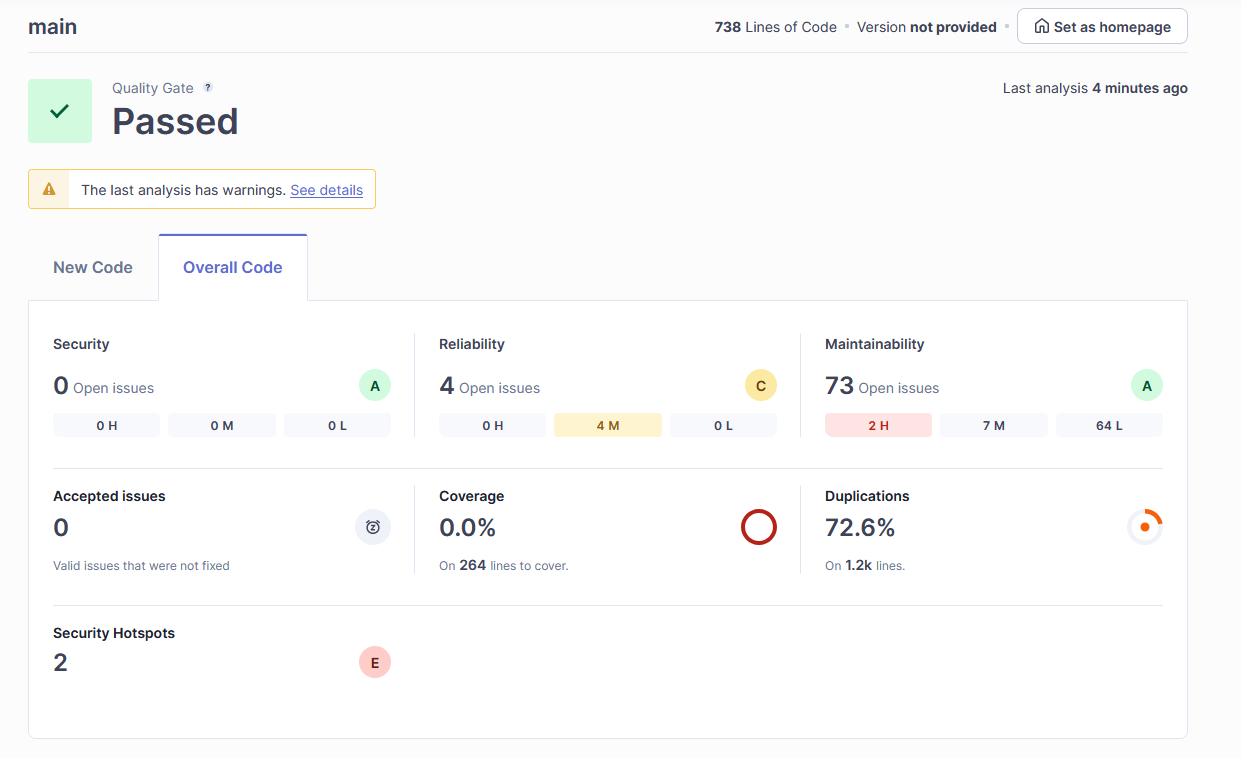 main
738 Lines of Code • Version not provided • Set as homepage
Quality Gate ?
Last analysis 4 minutes ago
Passed
The last analysis has warnings. See details
New Code Overall Code
Security
0 Open issues A
0 H 0 M 0 L
Reliability
4 Open issues C
0 H 4 M 0 L
Maintainability
73 Open issues A
2 H 7 M 64 L
Accepted issues
0
Valid issues that were not fixed
Coverage
0.0%
On 264 lines to cover.
Duplications
72.6%
On 1.2k lines.
Security Hotspots
2 E